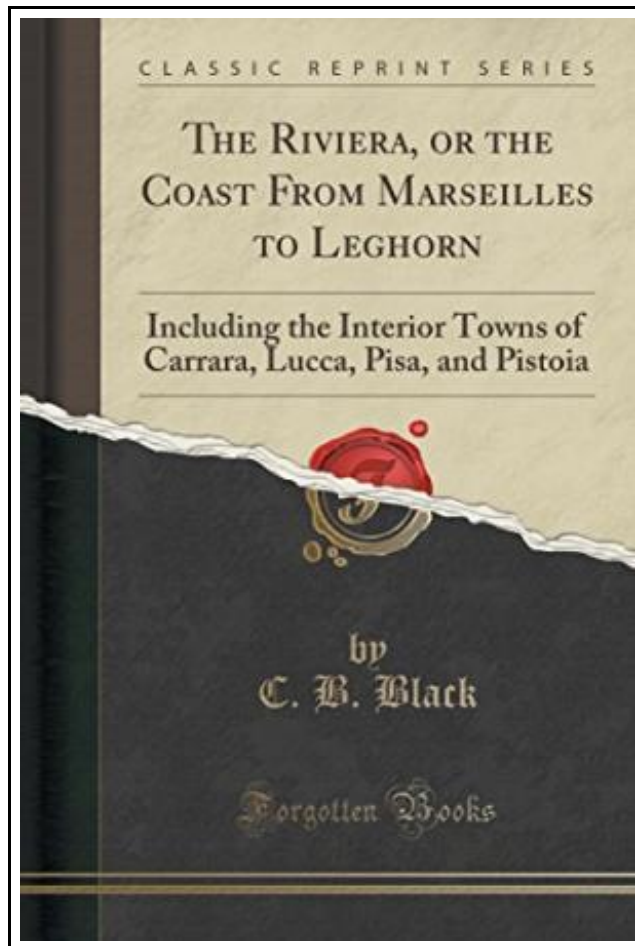 CLASSIC REPRINT SERIES
THE RIVIERA, OR THE
COAST FROM MARSEILLES
TO LEGHORN
Including the Interior Towns of
Carrara, Lucca, Pisa, and Pistoia
by
C. B. Black
Forgotten Books